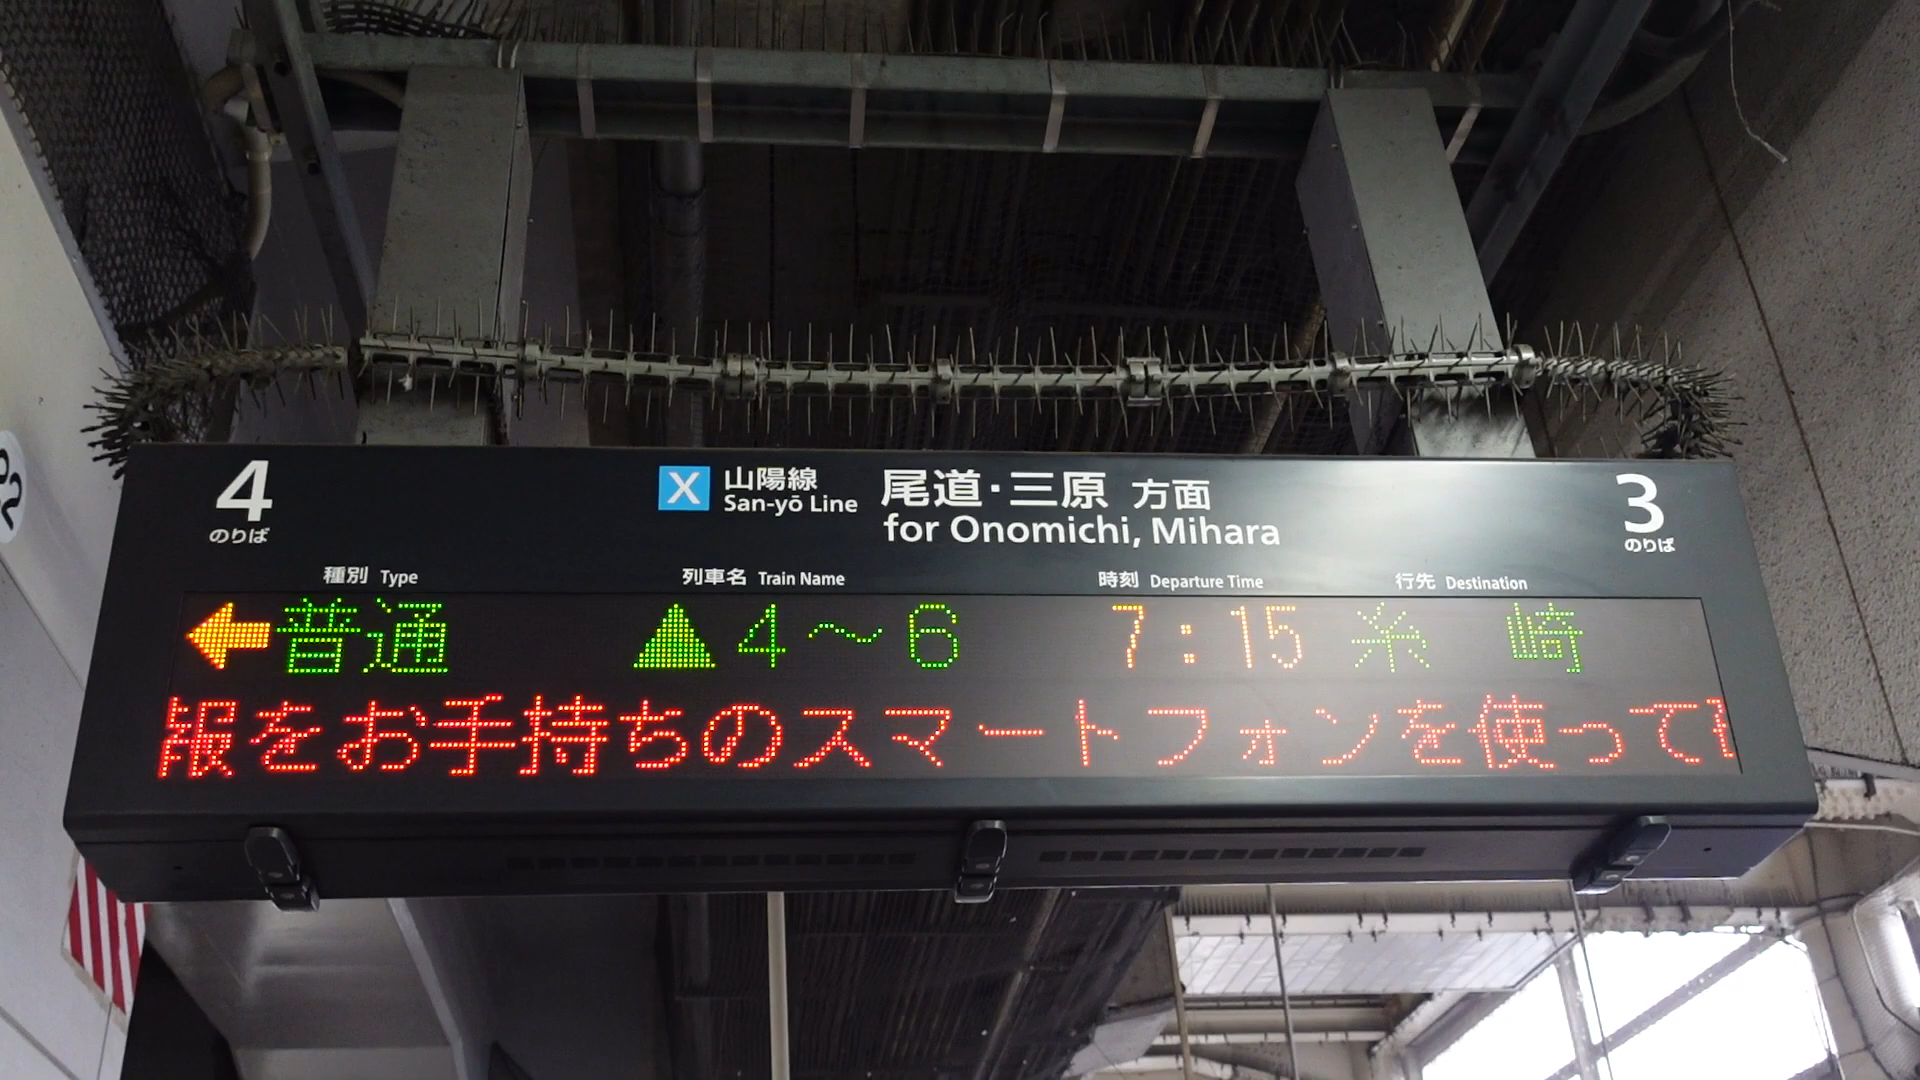 4
のりば
X 山陽線
San-yō Line
尾道・三原 方面
for Onomichi, Mihara
3
のりば
種別 Type
列車名 Train Name
時刻 Departure Time
行先 Destination
←普通 ▲4～6 7:15 糸崎
報をお手持ちのスマートフォンを使って